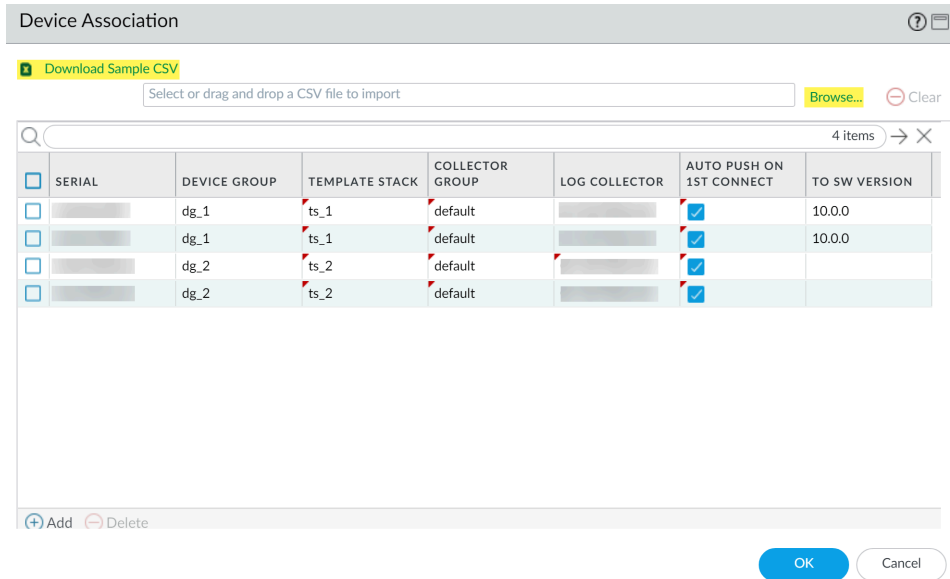 Device Association
Download Sample CSV
Select or drag and drop a CSV file to import
Browse...
Clear
4 items
SERIAL DEVICE GROUP TEMPLATE STACK COLLECTOR GROUP LOG COLLECTOR AUTO PUSH ON 1ST CONNECT TO SW VERSION
dg_1 ts_1 default 10.0.0
dg_1 ts_1 default 10.0.0
dg_2 ts_2 default
dg_2 ts_2 default
Add Delete
OK Cancel